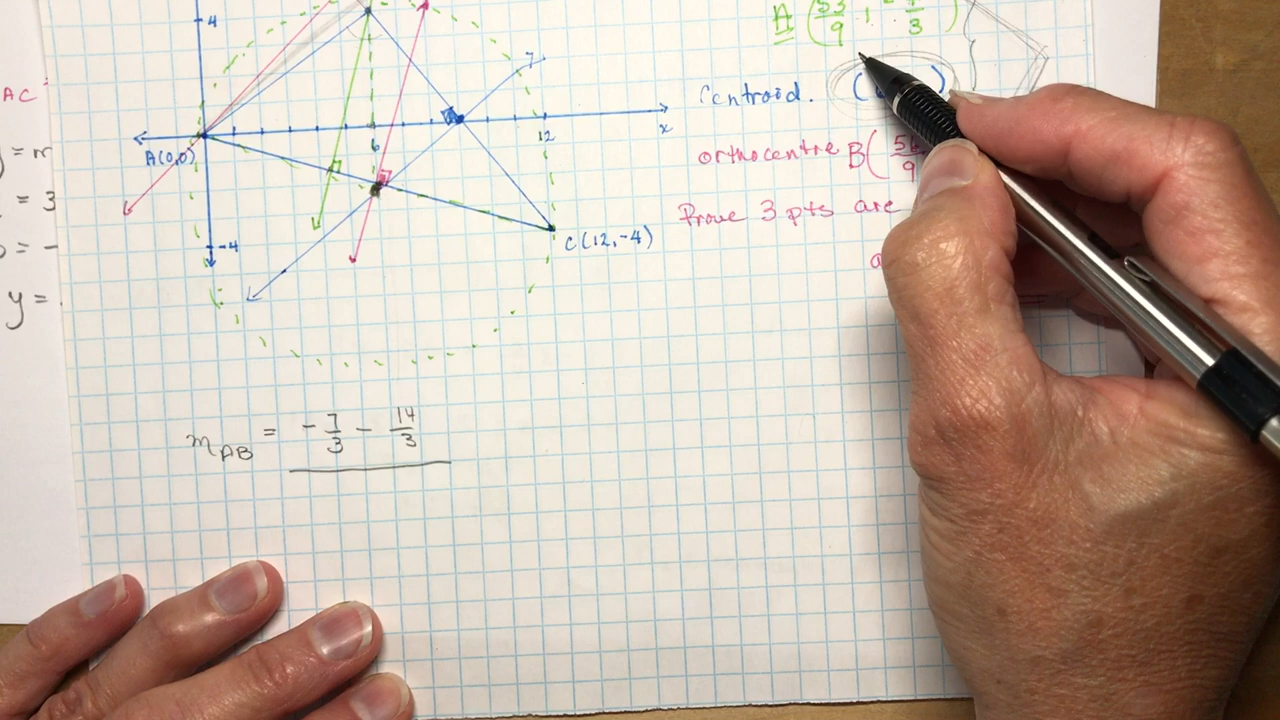 4
A: (53/9, -7/3)
Centroid. ( )
AC
12
x
6
A(0,0)
orthocentre B(56/9
y = m
= 3
Prove 3 pts are
-4
C(12,-4)
= -
a
y =
m_AB = -7/3 - 14/3